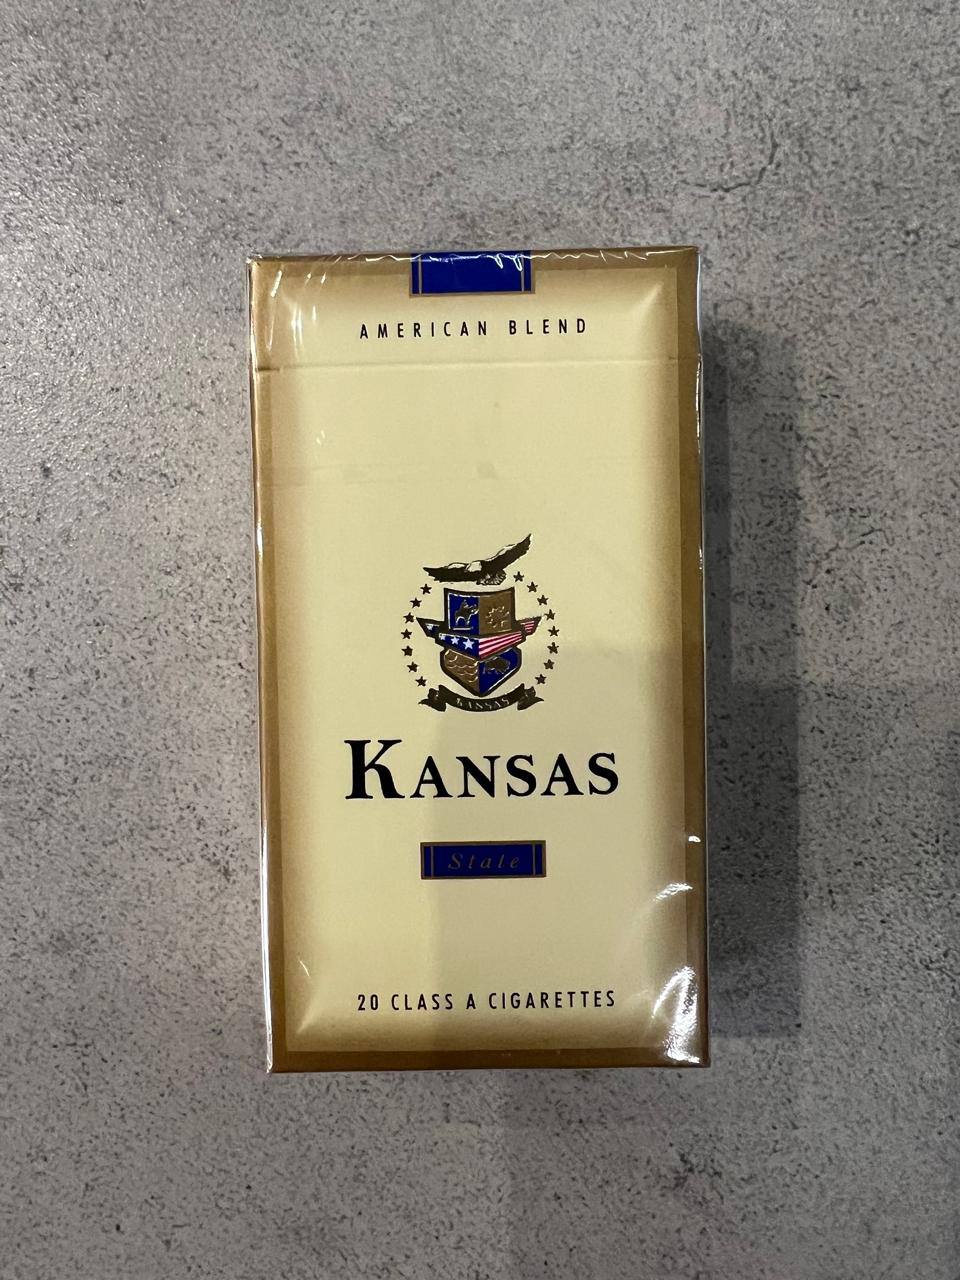 AMERICAN BLEND
KANSAS
KANSAS
State
20 CLASS A CIGARETTES